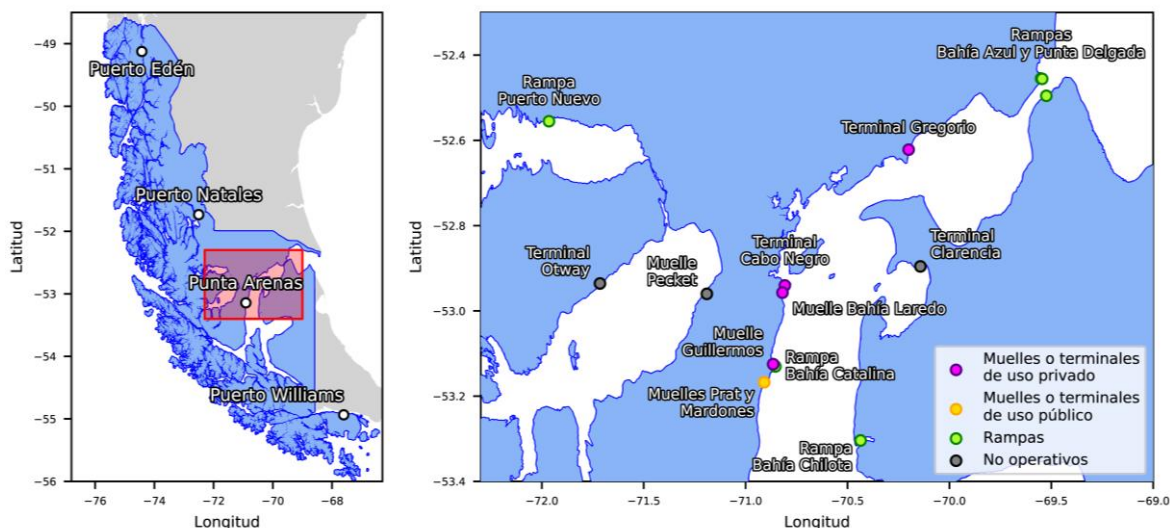 −49
−50
−51
−52
−53
−54
−55
−56
Latitud
−76
−74
−72
−70
−68
Longitud
Puerto Edén
Puerto Natales
Punta Arenas
Puerto Williams
−52.4
−52.6
−52.8
−53.0
−53.2
−53.4
Latitud
−72.0
−71.5
−71.0
−70.5
−70.0
−69.5
−69.0
Longitud
Rampas
Bahía Azul y Punta Delgada
Rampa
Puerto Nuevo
Terminal Gregorio
Terminal
Otway
Muelle
Pecket
Terminal
Cabo Negro
Terminal
Clarencia
Muelle Bahía Laredo
Muelle
Guillermos
Rampa
Bahía Catalina
Muelles Prat y
Mardones
Rampa
Bahía Chilota
Muelles o terminales
de uso privado
Muelles o terminales
de uso público
Rampas
No operativos